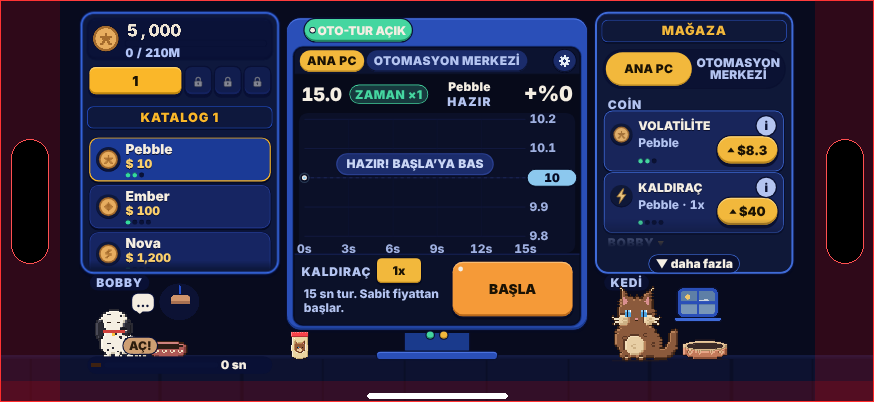 5,000
0 / 210M
1
KATALOG 1
Pebble
$ 10
Ember
$ 100
Nova
$ 1,200
BOBBY
...
AÇ!
0 sn
OTO-TUR AÇIK
ANA PC
OTOMASYON MERKEZİ
15.0
ZAMAN ×1
Pebble
HAZIR
+%0
10.2
10.1
HAZIR! BAŞLA'YA BAS
10
9.9
9.8
0s 3s 6s 9s 12s 15s
KALDIRAÇ
1x
15 sn tur. Sabit fiyattan
başlar.
BAŞLA
MAĞAZA
ANA PC
OTOMASYON
MERKEZİ
COİN
VOLATİLİTE
i
Pebble
$8.3
KALDIRAÇ
i
Pebble · 1x
$40
BOBBY
▼ daha fazla
KEDİ